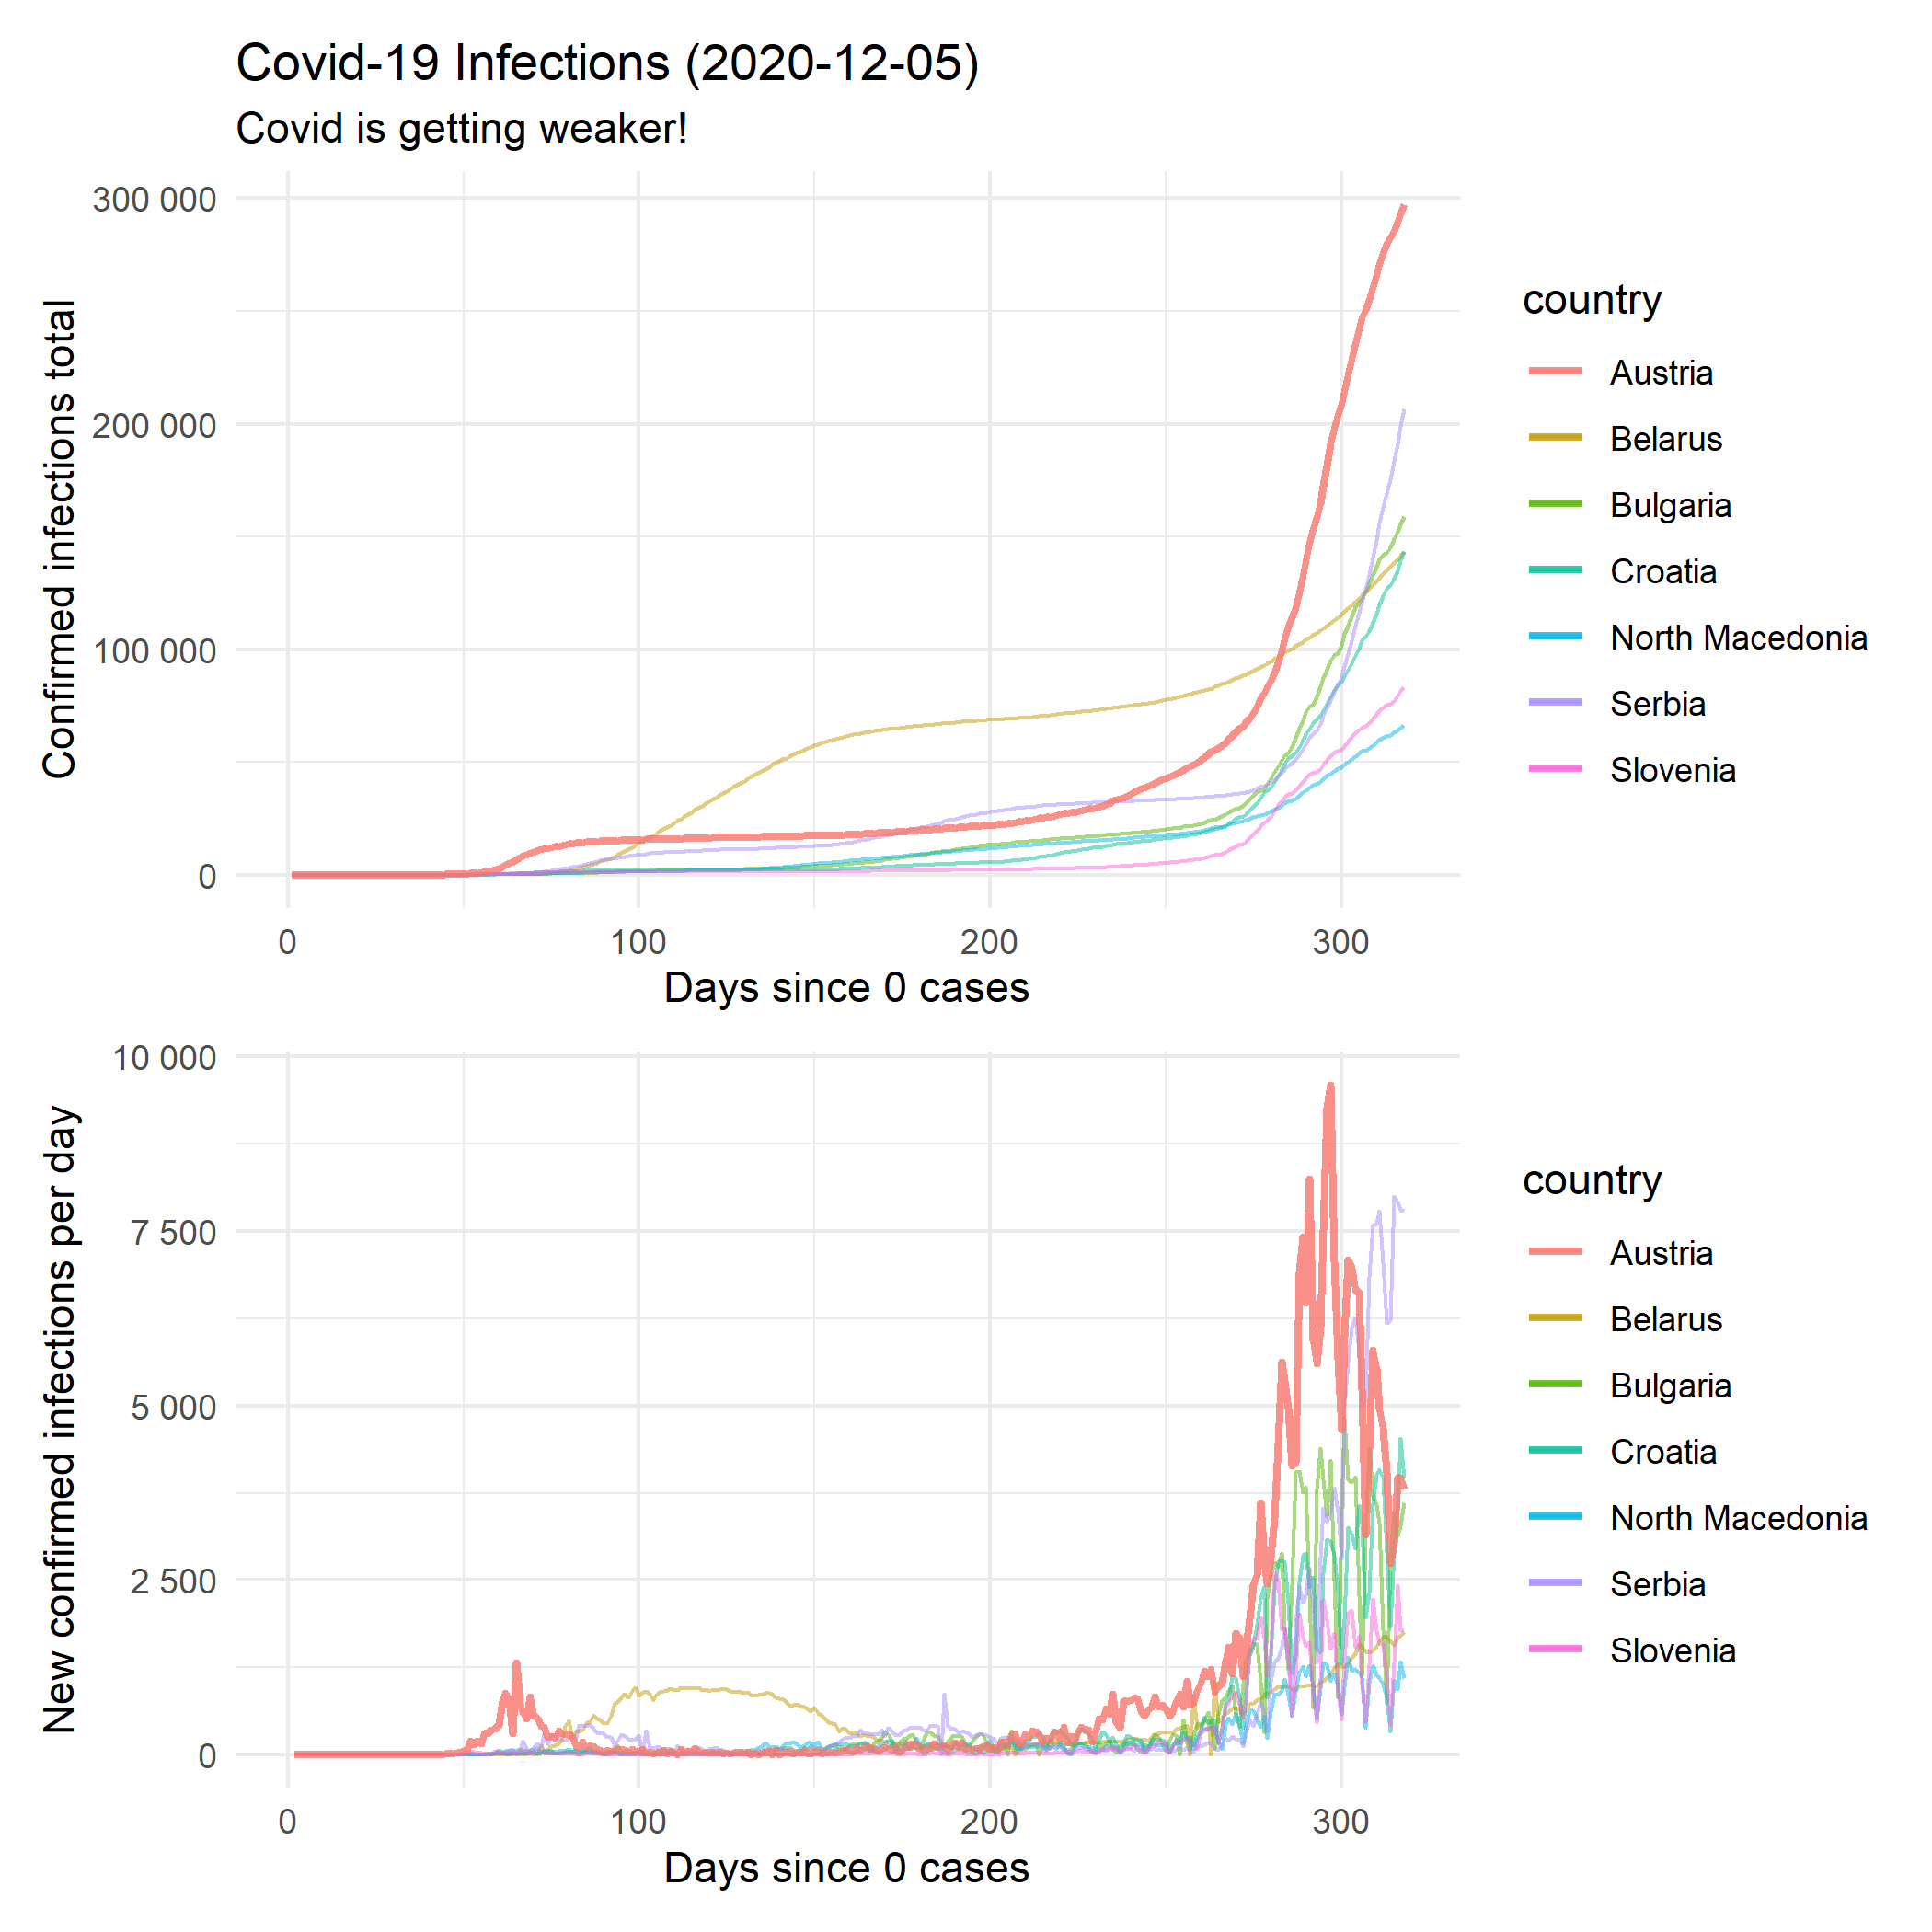 Covid-19 Infections (2020-12-05)
Covid is getting weaker!
Confirmed infections total
300 000
200 000
100 000
0
0
100
200
300
Days since 0 cases
country
Austria
Belarus
Bulgaria
Croatia
North Macedonia
Serbia
Slovenia
New confirmed infections per day
10 000
7 500
5 000
2 500
0
0
100
200
300
Days since 0 cases
country
Austria
Belarus
Bulgaria
Croatia
North Macedonia
Serbia
Slovenia